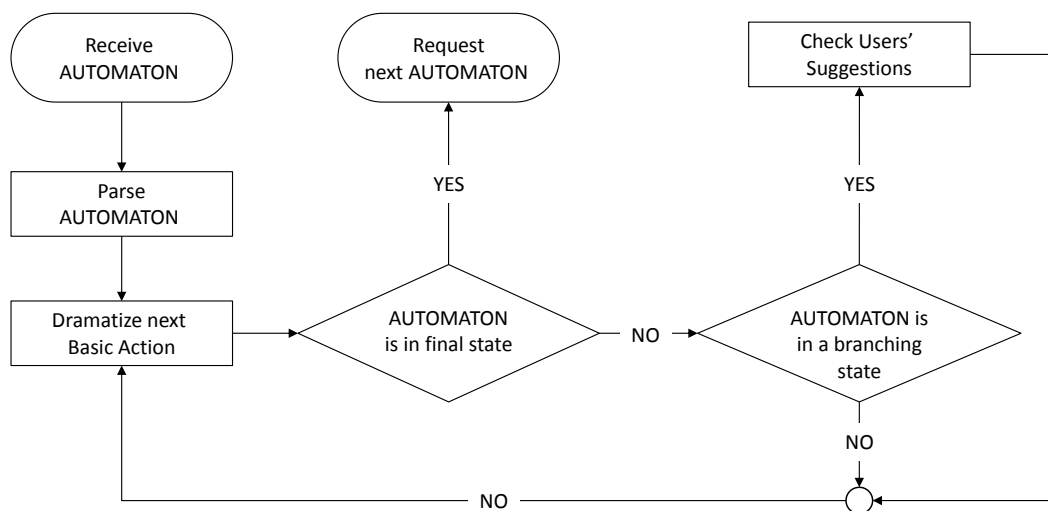 Receive
AUTOMATON
Request
next AUTOMATON
Check Users’
Suggestions
YES
YES
Parse
AUTOMATON
Dramatize next
Basic Action
AUTOMATON
is in final state
NO
AUTOMATON is
in a branching
state
NO
NO